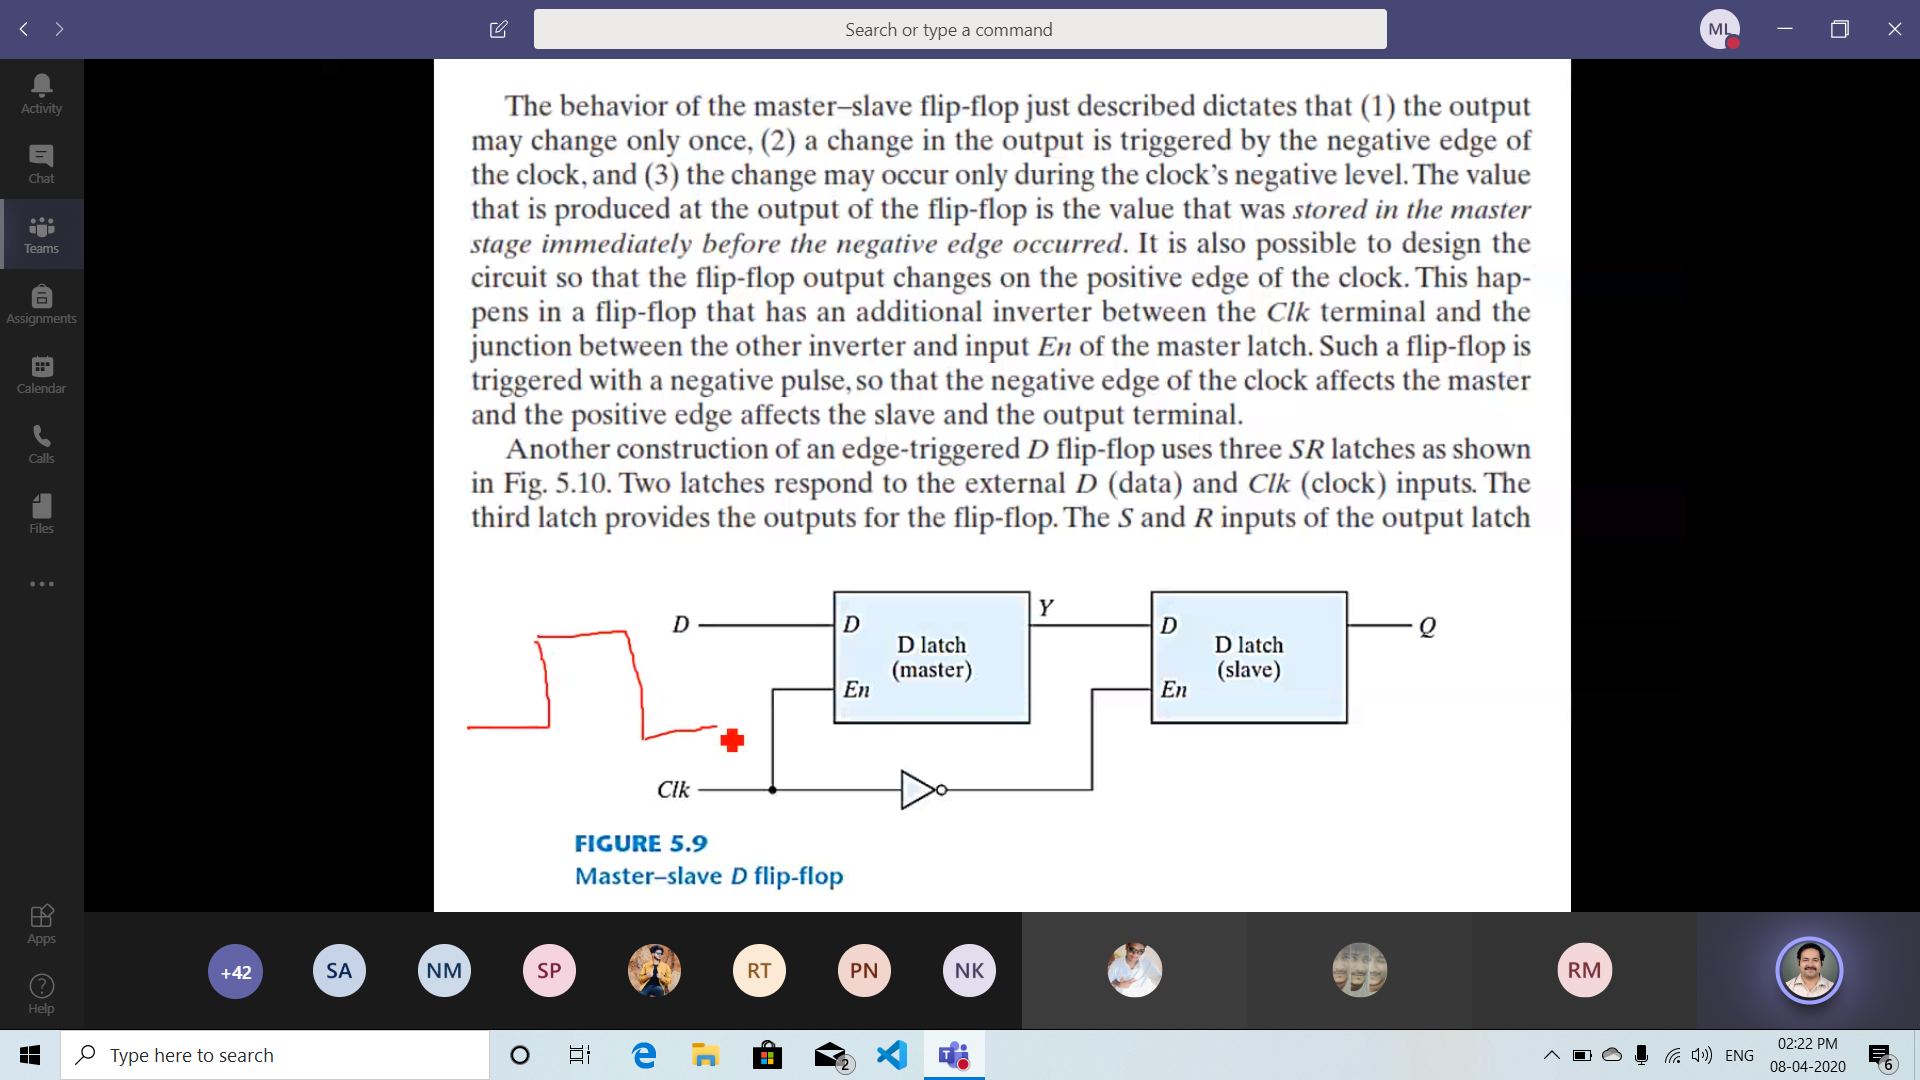 Search or type a command
ML
Activity
Chat
Teams
Assignments
Calendar
Calls
Files
Apps
Help
The behavior of the master–slave flip-flop just described dictates that (1) the output
may change only once, (2) a change in the output is triggered by the negative edge of
the clock, and (3) the change may occur only during the clock's negative level. The value
that is produced at the output of the flip-flop is the value that was stored in the master
stage immediately before the negative edge occurred. It is also possible to design the
circuit so that the flip-flop output changes on the positive edge of the clock. This hap-
pens in a flip-flop that has an additional inverter between the Clk terminal and the
junction between the other inverter and input En of the master latch. Such a flip-flop is
triggered with a negative pulse, so that the negative edge of the clock affects the master
and the positive edge affects the slave and the output terminal.
Another construction of an edge-triggered D flip-flop uses three SR latches as shown
in Fig. 5.10. Two latches respond to the external D (data) and Clk (clock) inputs. The
third latch provides the outputs for the flip-flop. The S and R inputs of the output latch
D
D
D latch
(master)
En
Y
D
D latch
(slave)
En
Q
Clk
FIGURE 5.9
Master–slave D flip-flop
+42
SA
NM
SP
RT
PN
NK
RM
Type here to search
2
T
ENG
02:22 PM
08-04-2020
6